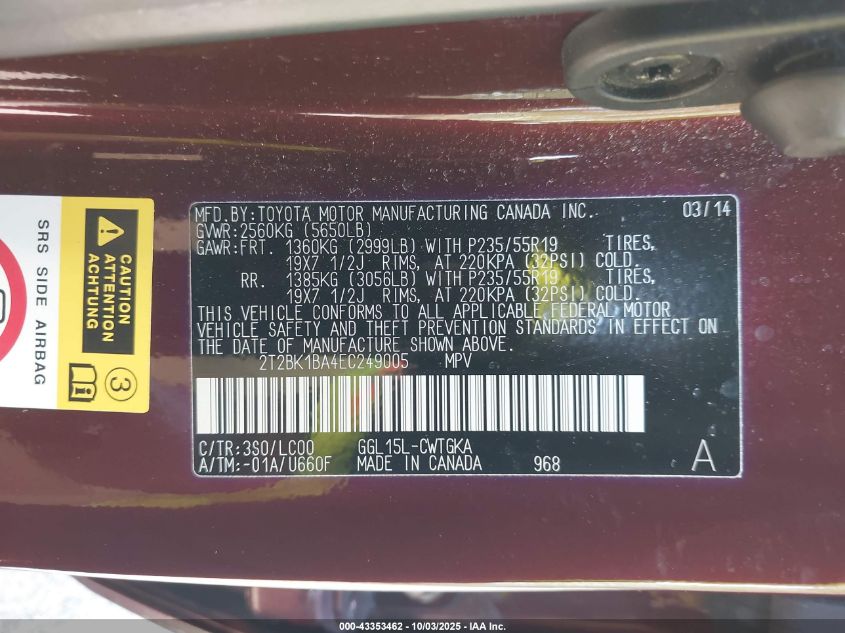 MFD.BY:TOYOTA MOTOR MANUFACTURING CANADA INC. 03/14
GVWR:2560KG (5650LB)
GAWR:FRT. 1360KG (2999LB) WITH P235/55R19 TIRES,
19X7 1/2J RIMS, AT 220KPA (32PSI) COLD.
RR. 1385KG (3056LB) WITH P235/55R19 TIRES,
19X7 1/2J RIMS, AT 220KPA (32PSI) COLD.
THIS VEHICLE CONFORMS TO ALL APPLICABLE FEDERAL MOTOR
VEHICLE SAFETY AND THEFT PREVENTION STANDARDS IN EFFECT ON
THE DATE OF MANUFACTURE SHOWN ABOVE.
2T2BK1BA4EC249005 MPV
C/TR:3S0/LC00 GGL15L-CWTGKA
A/TM:-01A/U660F MADE IN CANADA 968 A
CAUTION
ATTENTION
ACHTUNG
SRS SIDE AIRBAG
3
000-43353462 - 10/03/2025 - IAA Inc.